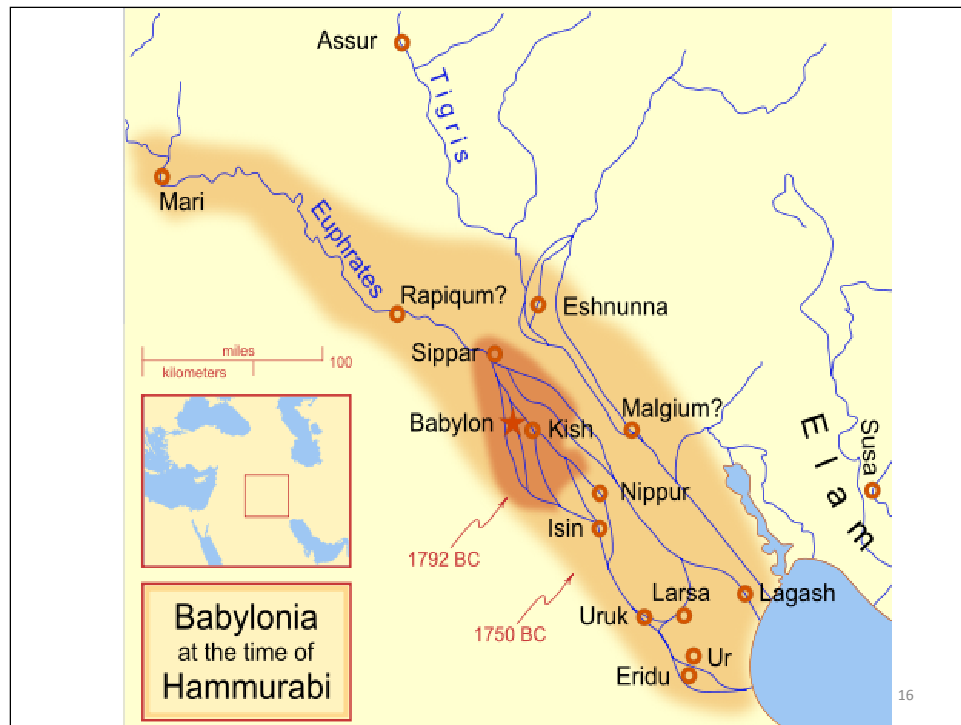 Assur
Tigris
Mari
Euphrates
Rapiqum?
Eshnunna
Sippar
miles
100
kilometers
Babylon
Kish
Malgium?
Elam
Susa
Nippur
Isin
1792 BC
Larsa
Lagash
Uruk
1750 BC
Ur
Eridu
Babylonia
at the time of
Hammurabi
16